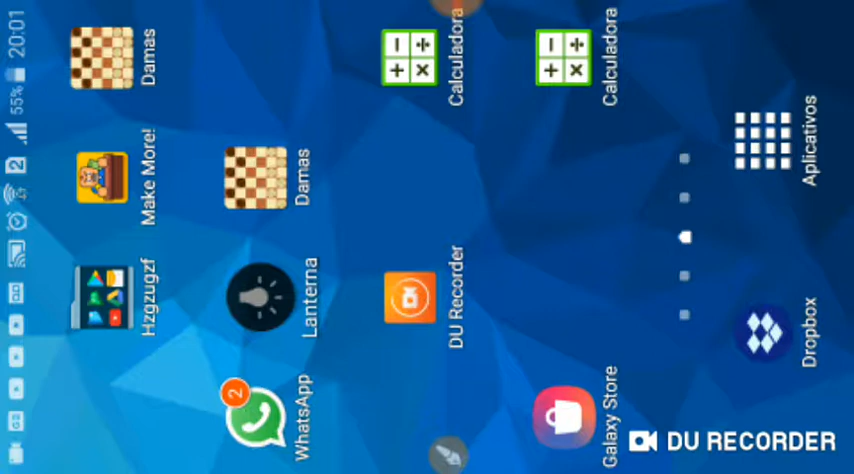 55% 20:01
Hzgzugzf
Make More!
Damas
2
WhatsApp
Lanterna
Damas
DU Recorder
Calculadora
Galaxy Store
Calculadora
Dropbox
Aplicativos
DU RECORDER